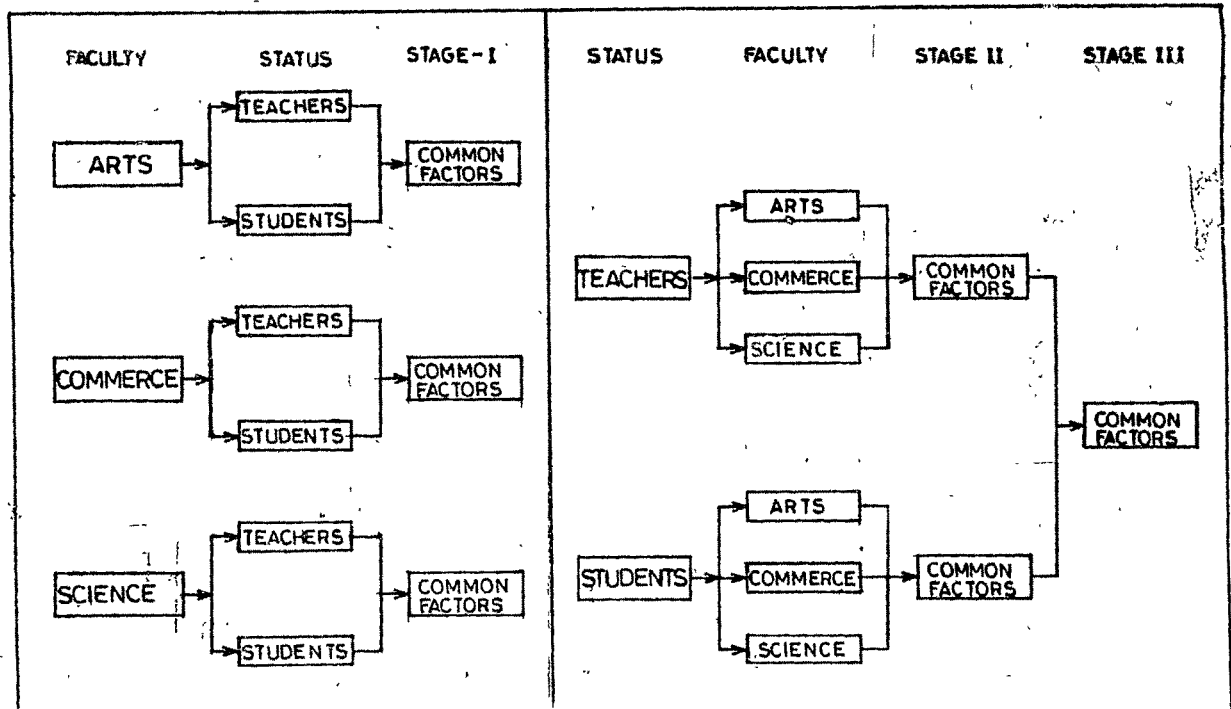 FACULTY STATUS STAGE-I
TEACHERS
ARTS
COMMON
FACTORS
STUDENTS
TEACHERS
COMMERCE
COMMON
FACTORS
STUDENTS
TEACHERS
SCIENCE
COMMON
FACTORS
STUDENTS
STATUS FACULTY STAGE II STAGE III
ARTS
TEACHERS
COMMERCE
COMMON
FACTORS
SCIENCE
COMMON
FACTORS
ARTS
STUDENTS
COMMERCE
COMMON
FACTORS
SCIENCE